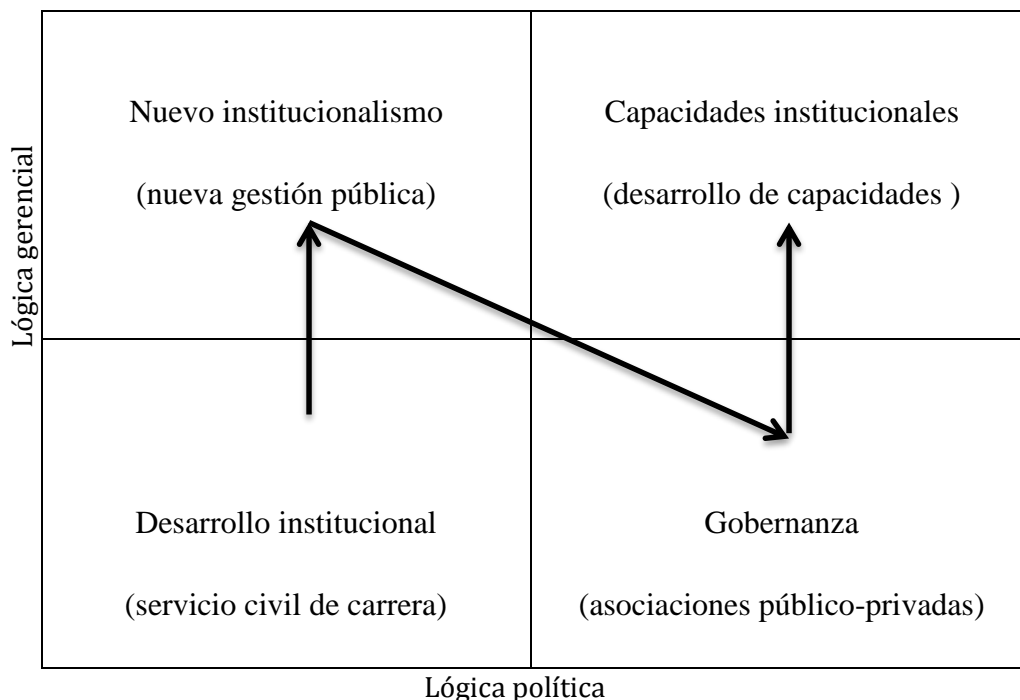 Nuevo institucionalismo
(nueva gestión pública)
Capacidades institucionales
(desarrollo de capacidades )
Lógica gerencial
Desarrollo institucional
(servicio civil de carrera)
Gobernanza
(asociaciones público-privadas)
Lógica política